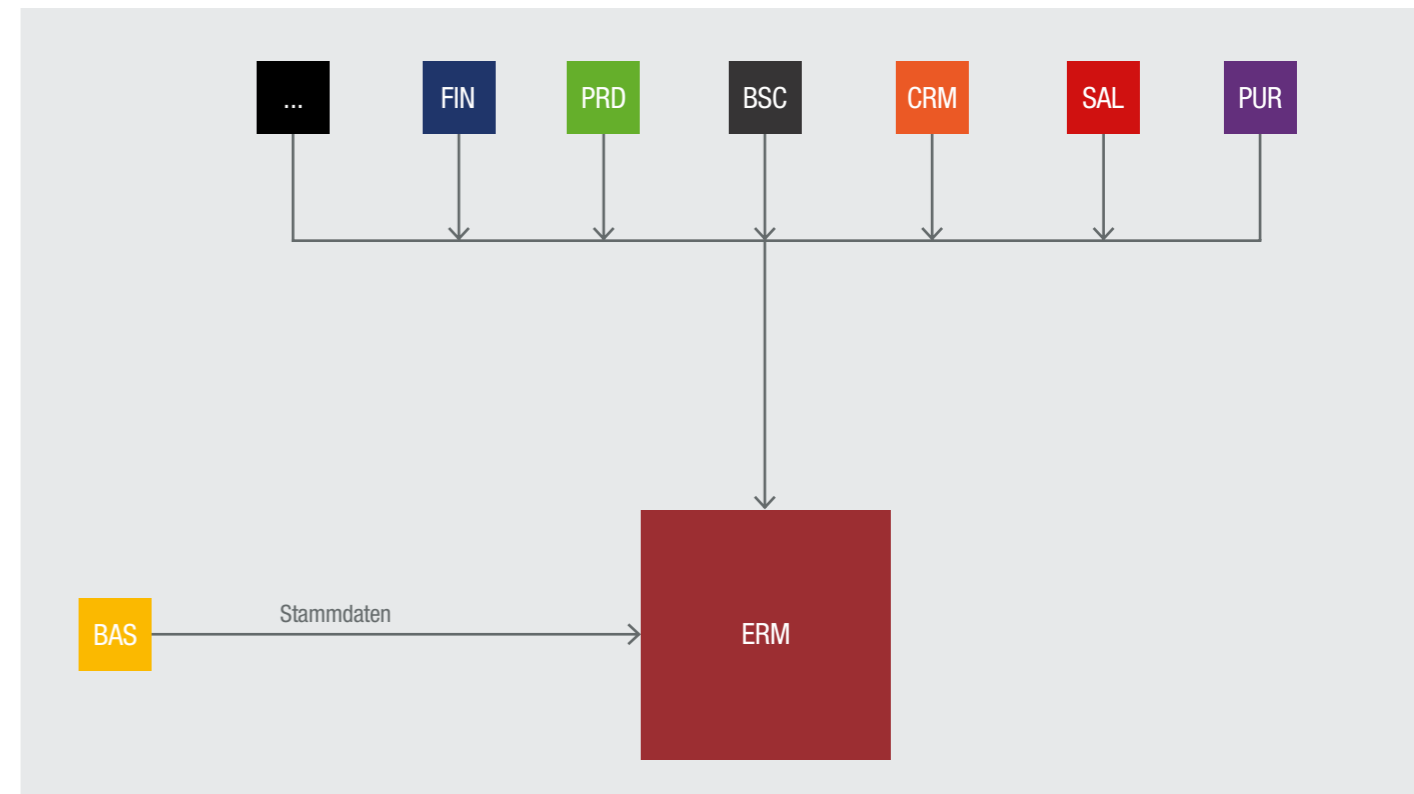 ...
FIN
PRD
BSC
CRM
SAL
PUR
Stammdaten
BAS
ERM